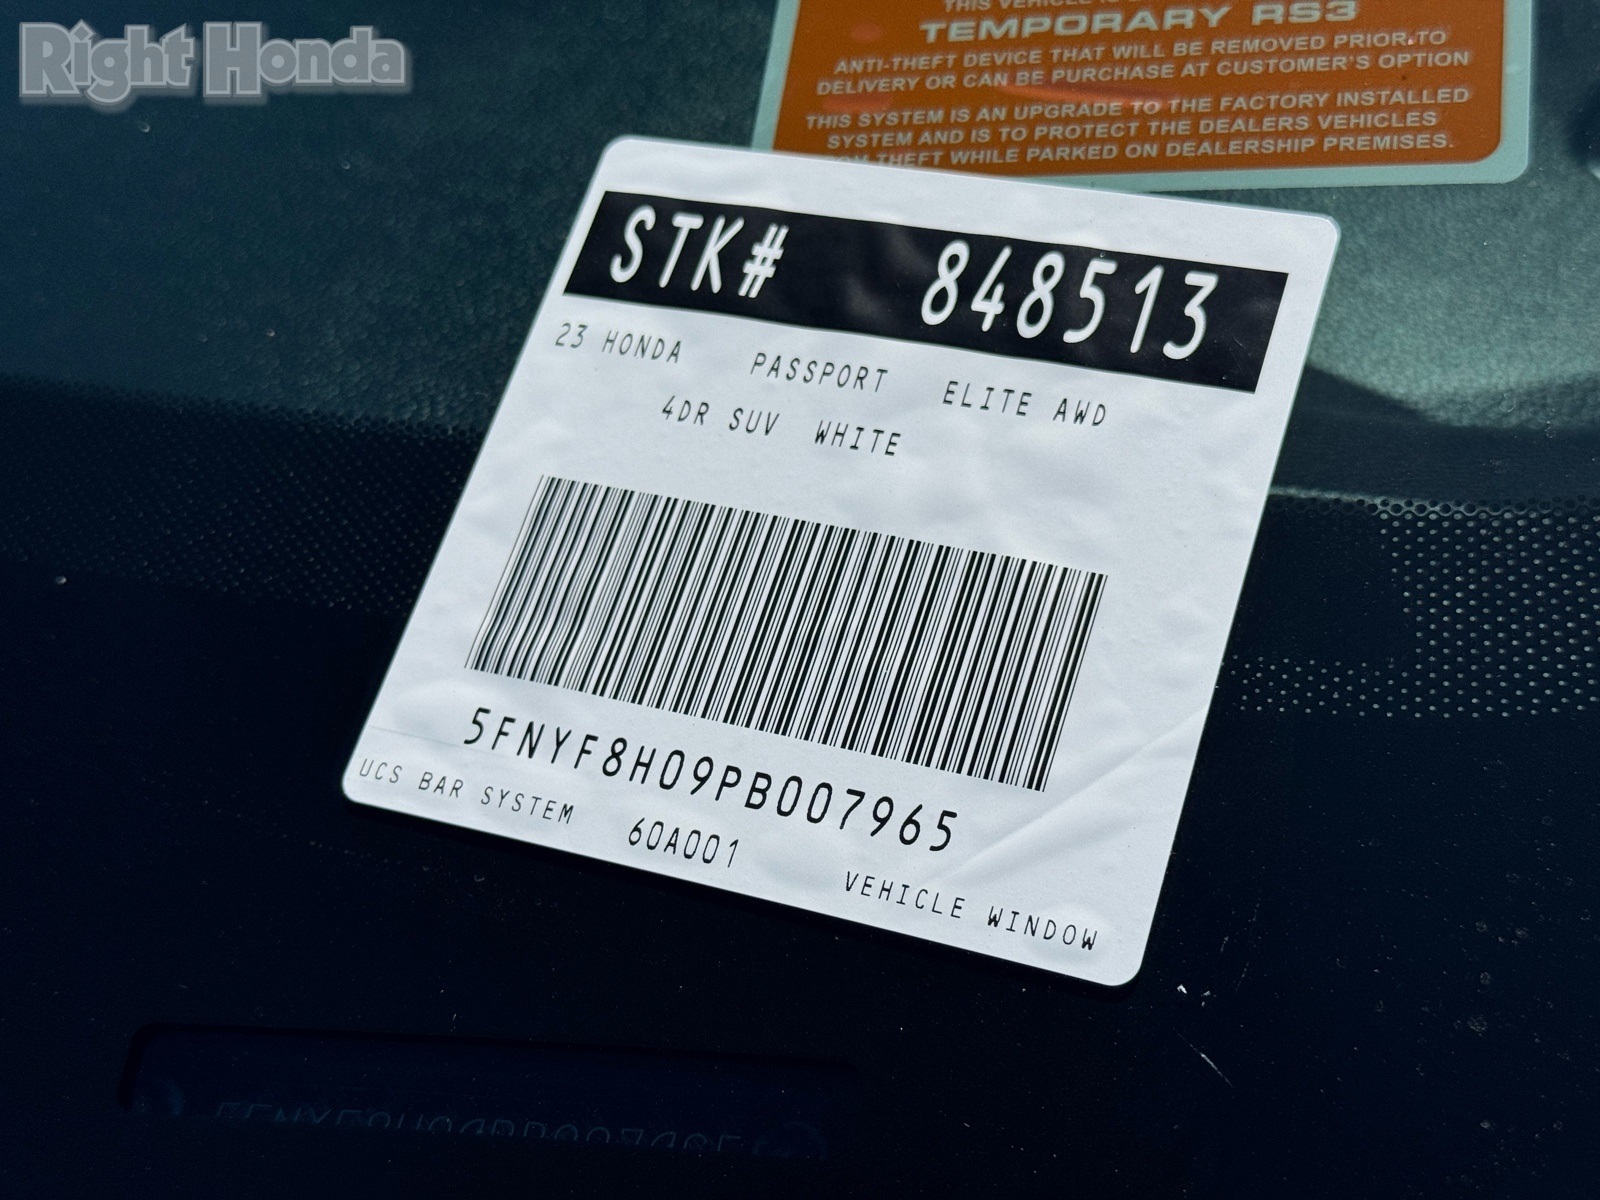 Right Honda
TEMPORARY RS3
ANTI-THEFT DEVICE THAT WILL BE REMOVED PRIOR TO
DELIVERY OR CAN BE PURCHASE AT CUSTOMER'S OPTION
THIS SYSTEM IS AN UPGRADE TO THE FACTORY INSTALLED
SYSTEM AND IS TO PROTECT THE DEALERS VEHICLES
THEFT WHILE PARKED ON DEALERSHIP PREMISES.
STK# 848513
23 HONDA PASSPORT ELITE AWD
4DR SUV WHITE
5FNYF8H09PB007965
UCS BAR SYSTEM 60A001 VEHICLE WINDOW